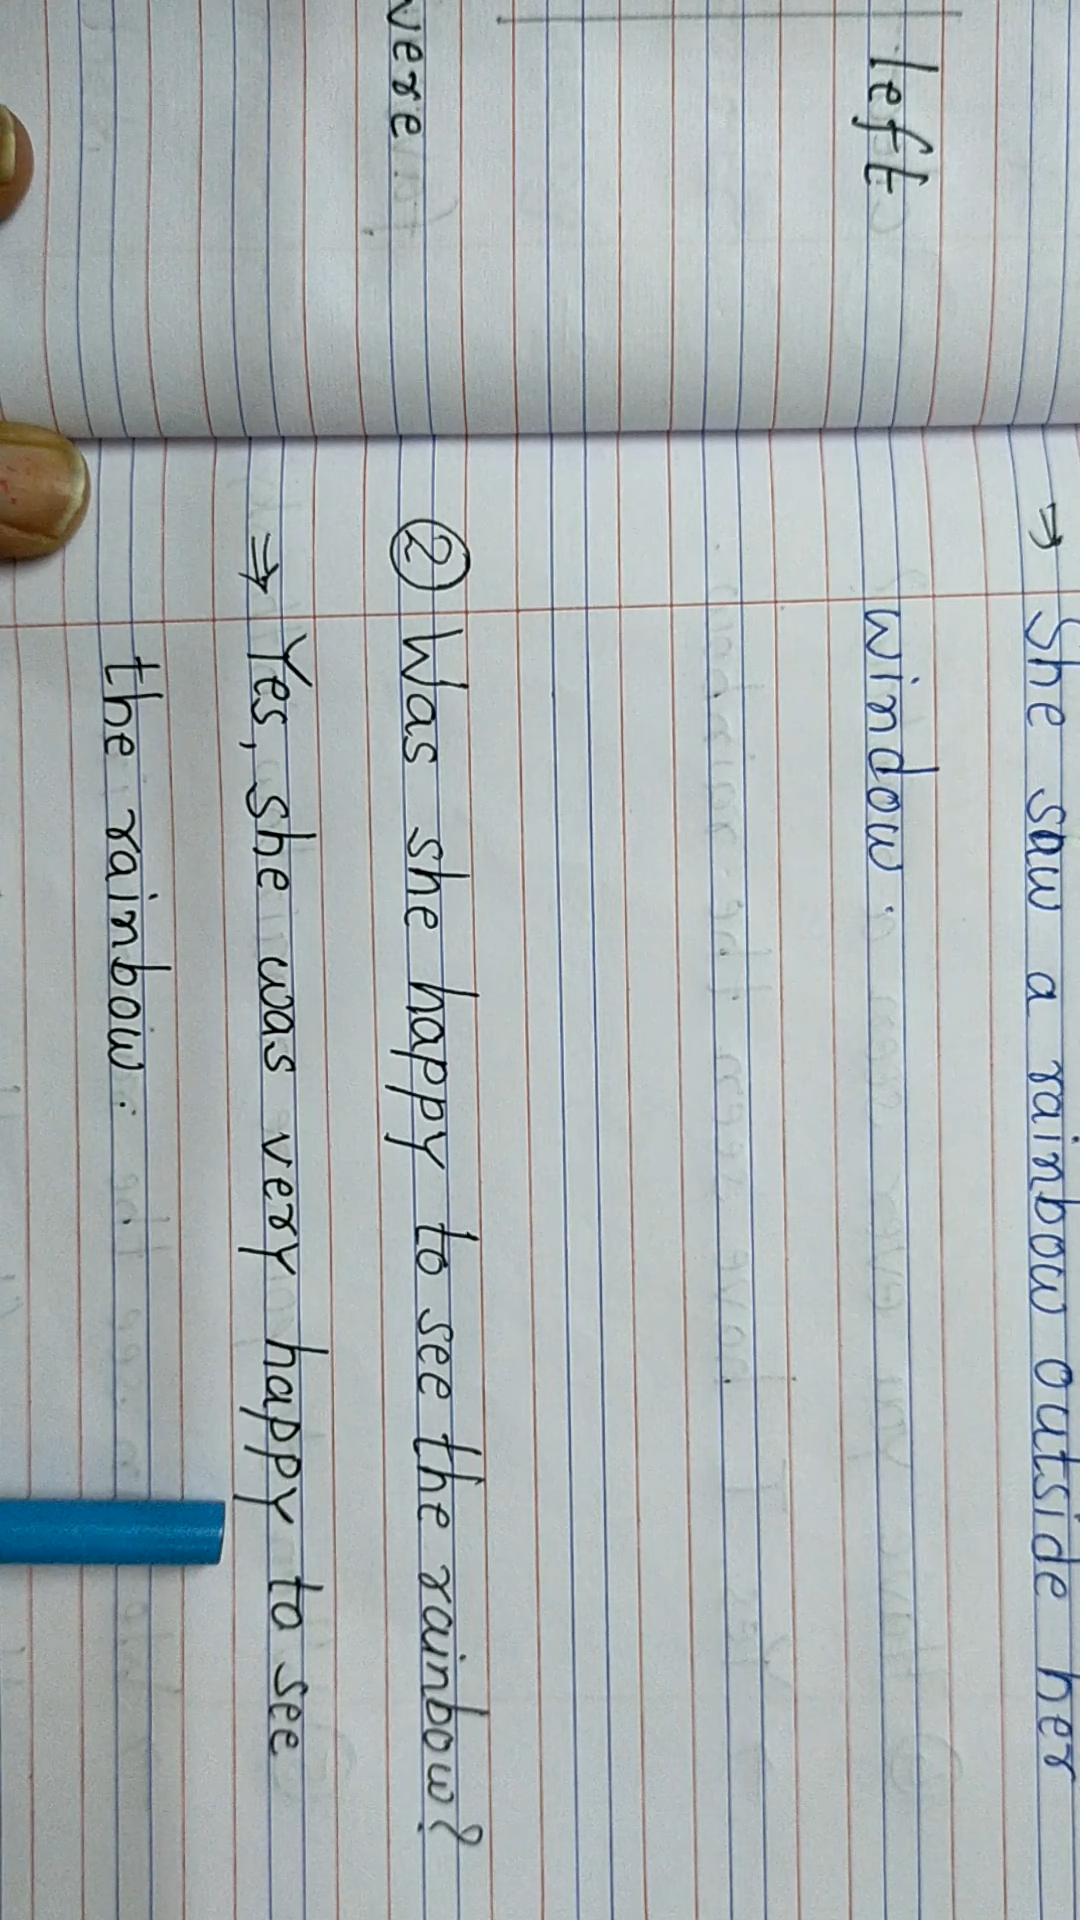 left
were
→ She saw a rainbow outside her
window.
② Was she happy to see the rainbow?
⇒ Yes, she was very happy to see
the rainbow.